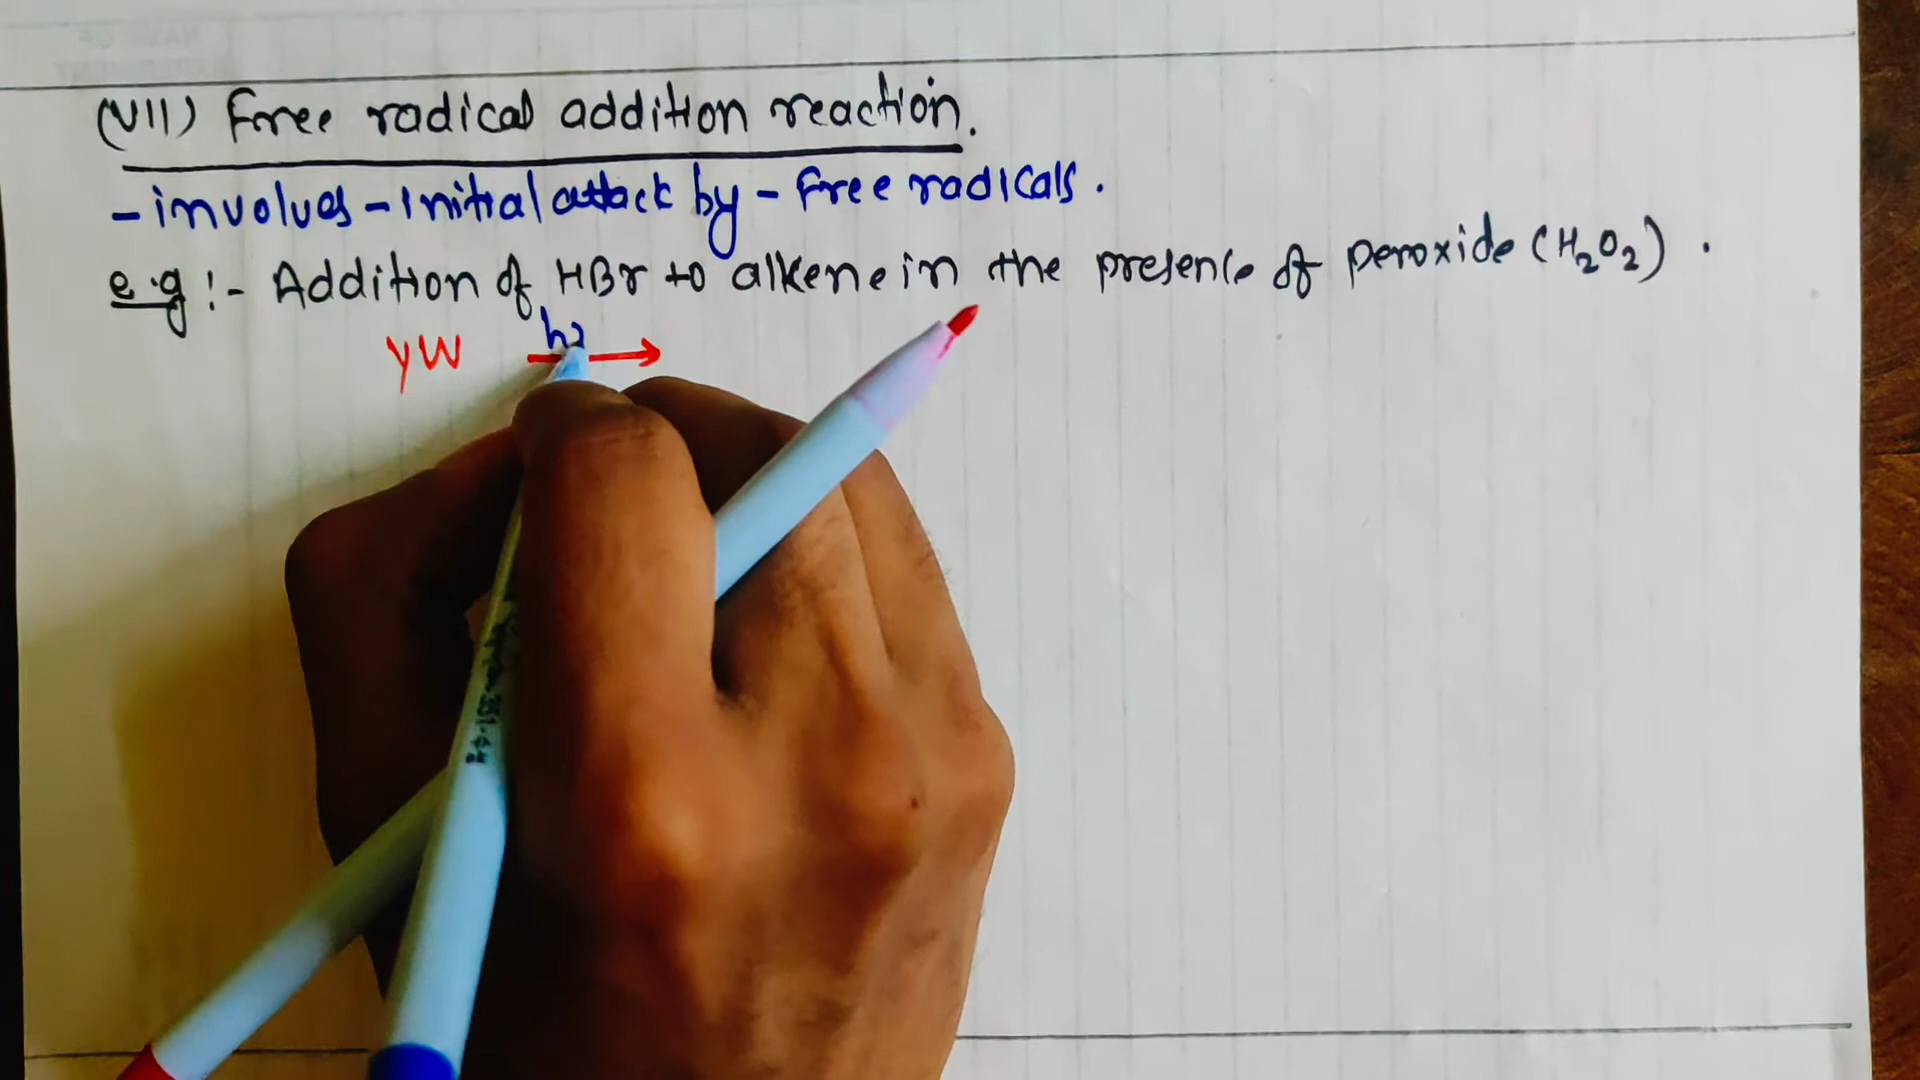 (VII) Free radical addition reaction.
- involves - Initial attack by - Free radicals.
e.g :- Addition of HBr to alkene in the presence of peroxide (H₂O₂).
YW →